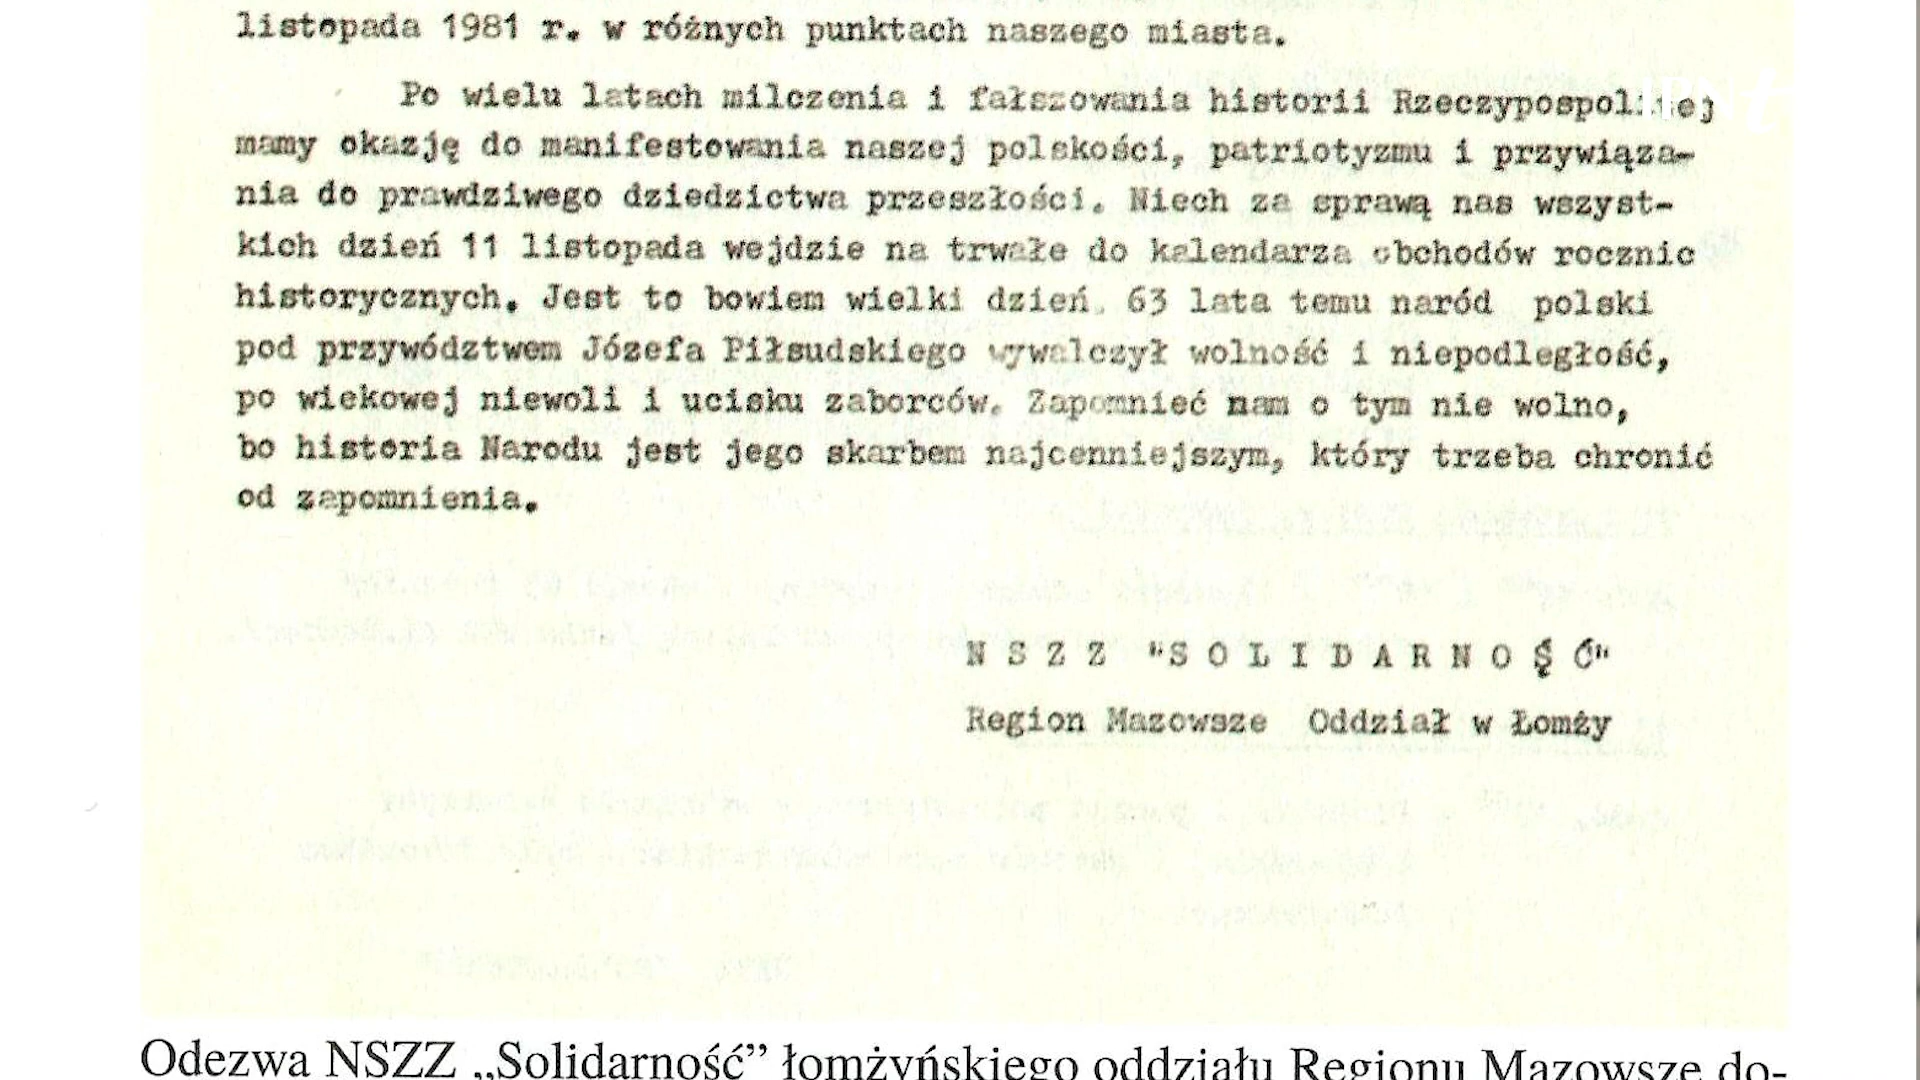 listopada 1981 r. w różnych punktach naszego miasta.
Po wielu latach milczenia i fałszowania historii Rzeczypospolitej
mamy okazję do manifestowania naszej polskości, patriotyzmu i przywiąza-
nia do prawdziwego dziedzictwa przeszłości. Niech za sprawą nas wszyst-
kich dzień 11 listopada wejdzie na trwałe do kalendarza obchodów rocznic
historycznych. Jest to bowiem wielki dzień. 63 lata temu naród polski
pod przywództwem Józefa Piłsudskiego wywalczył wolność i niepodległość,
po wiekowej niewoli i ucisku zaborców. Zapomnieć nam o tym nie wolno,
bo historia Narodu jest jego skarbem najcenniejszym, który trzeba chronić
od zapomnienia.
N S Z Z "S O L I D A R N O Ś Ć"
Region Mazowsze Oddział w Łomży
Odezwa NSZZ „Solidarność” łomżyńskiego oddziału Regionu Mazowsze do-